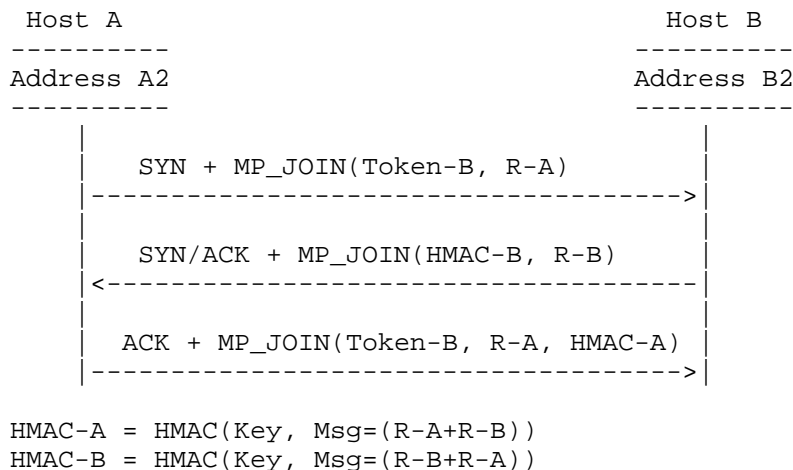 Host A                                  Host B
----------                             ----------
Address A2                             Address B2
----------                             ----------
SYN + MP_JOIN(Token-B, R-A)
|------------------------------------->|
SYN/ACK + MP_JOIN(HMAC-B, R-B)
|<-------------------------------------|
ACK + MP_JOIN(Token-B, R-A, HMAC-A)
|------------------------------------->|
HMAC-A = HMAC(Key, Msg=(R-A+R-B))
HMAC-B = HMAC(Key, Msg=(R-B+R-A))